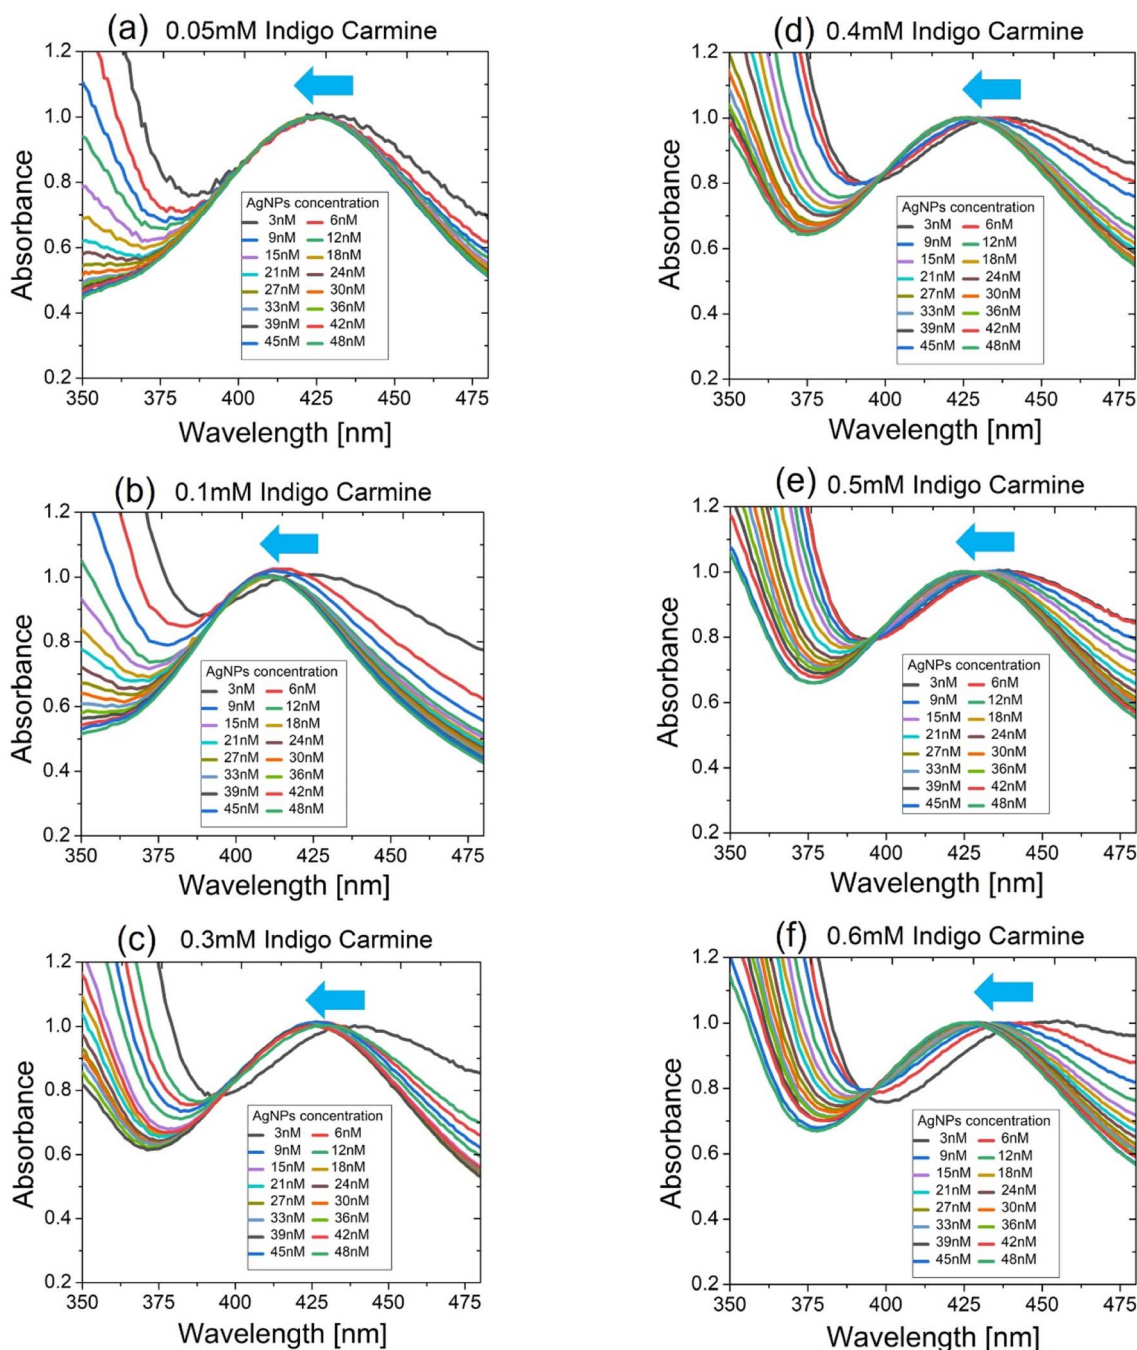 (a) 0.05mM Indigo Carmine
1.2
1.0
0.8
0.6
0.4
0.2
Absorbance
AgNPs concentration
3nM 6nM
9nM 12nM
15nM 18nM
21nM 24nM
27nM 30nM
33nM 36nM
39nM 42nM
45nM 48nM
350 375 400 425 450 475
Wavelength [nm]
(b) 0.1mM Indigo Carmine
1.2
1.0
0.8
0.6
0.4
0.2
Absorbance
AgNPs concentration
3nM 6nM
9nM 12nM
15nM 18nM
21nM 24nM
27nM 30nM
33nM 36nM
39nM 42nM
45nM 48nM
350 375 400 425 450 475
Wavelength [nm]
(c) 0.3mM Indigo Carmine
1.2
1.0
0.8
0.6
0.4
0.2
Absorbance
AgNPs concentration
3nM 6nM
9nM 12nM
15nM 18nM
21nM 24nM
27nM 30nM
33nM 36nM
39nM 42nM
45nM 48nM
350 375 400 425 450 475
Wavelength [nm]
(d) 0.4mM Indigo Carmine
1.2
1.0
0.8
0.6
0.4
0.2
Absorbance
AgNPs concentration
3nM 6nM
9nM 12nM
15nM 18nM
21nM 24nM
27nM 30nM
33nM 36nM
39nM 42nM
45nM 48nM
350 375 400 425 450 475
Wavelength [nm]
(e) 0.5mM Indigo Carmine
1.2
1.0
0.8
0.6
0.4
0.2
Absorbance
AgNPs concentration
3nM 6nM
9nM 12nM
15nM 18nM
21nM 24nM
27nM 30nM
33nM 36nM
39nM 42nM
45nM 48nM
350 375 400 425 450 475
Wavelength [nm]
(f) 0.6mM Indigo Carmine
1.2
1.0
0.8
0.6
0.4
0.2
Absorbance
AgNPs concentration
3nM 6nM
9nM 12nM
15nM 18nM
21nM 24nM
27nM 30nM
33nM 36nM
39nM 42nM
45nM 48nM
350 375 400 425 450 475
Wavelength [nm]